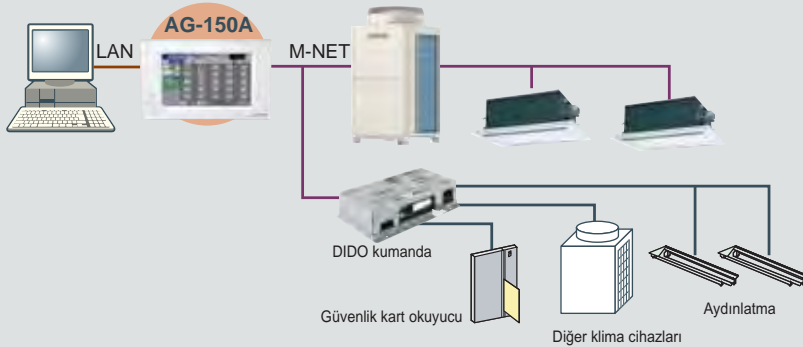 AG-150A
LAN
M-NET
DIDO kumanda
Güvenlik kart okuyucu
Diğer klima cihazları
Aydınlatma